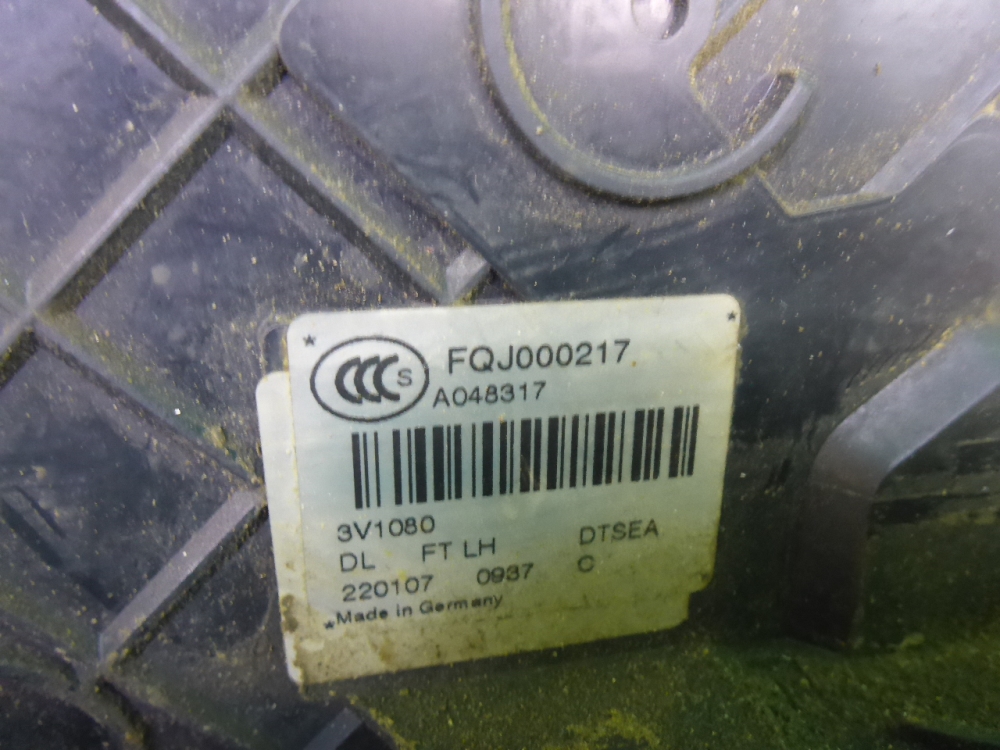 * *
CCC S FQJ000217
A048317
3V1080
DL FT LH DTSEA
220107 0937 C
*Made in Germany